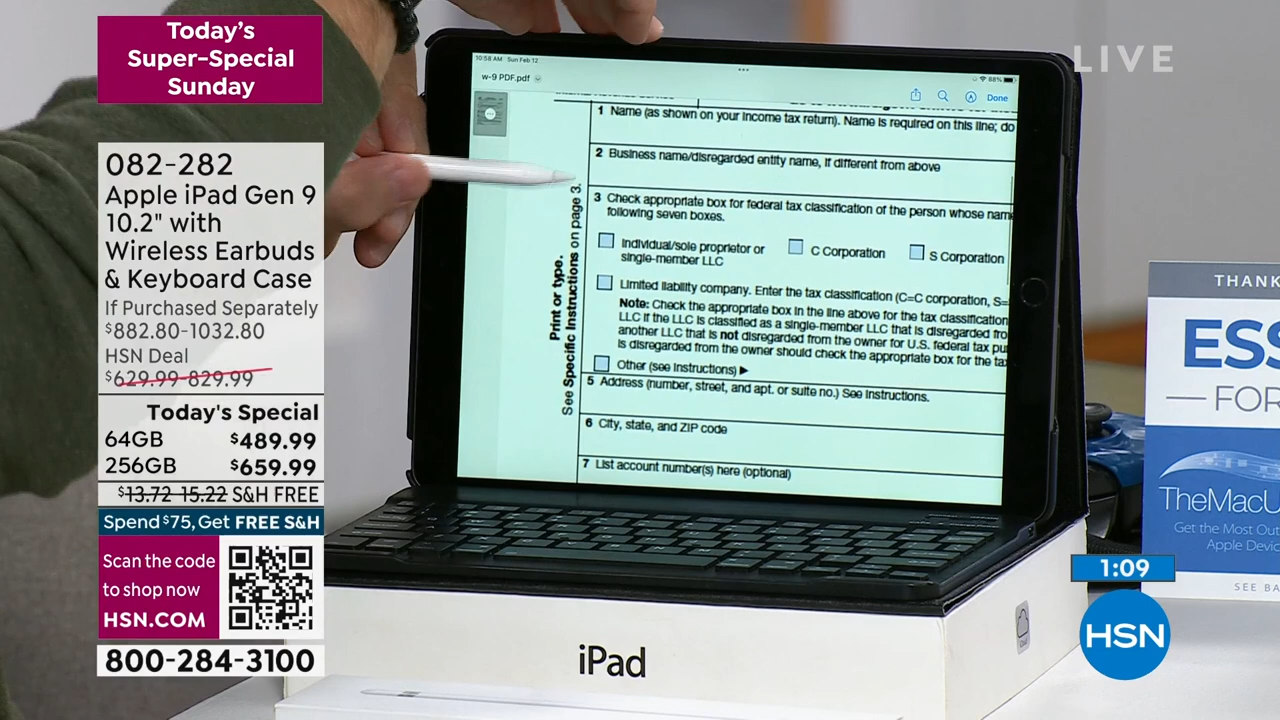 Today's
Super-Special
Sunday
082-282
Apple iPad Gen 9
10.2" with
Wireless Earbuds
& Keyboard Case
If Purchased Separately
$882.80-1032.80
HSN Deal
$629.99-829.99
Today's Special
64GB $489.99
256GB $659.99
$13.72-15.22 S&H FREE
Spend $75, Get FREE S&H
Scan the code
to shop now
HSN.COM
800-284-3100
10:58 AM Sun Feb 12
88%
w-9 PDF.pdf
Done
1 Name (as shown on your income tax return). Name is required on this line; do
2 Business name/disregarded entity name, if different from above
3 Check appropriate box for federal tax classification of the person whose nam
following seven boxes.
Individual/sole proprietor or
single-member LLC
C Corporation
S Corporation
Limited liability company. Enter the tax classification (C=C corporation, S=
Note: Check the appropriate box in the line above for the tax classification
LLC if the LLC is classified as a single-member LLC that is disregarded fro
another LLC that is not disregarded from the owner for U.S. federal tax pu
is disregarded from the owner should check the appropriate box for the ta
Other (see instructions) ▶
5 Address (number, street, and apt. or suite no.) See instructions.
6 City, state, and ZIP code
7 List account number(s) here (optional)
Print or type.
See Specific Instructions on page 3.
iPad
LIVE
THANK
ESS
— FOR
TheMacU
Get the Most Out
Apple Devic
SEE BA
1:09
HSN